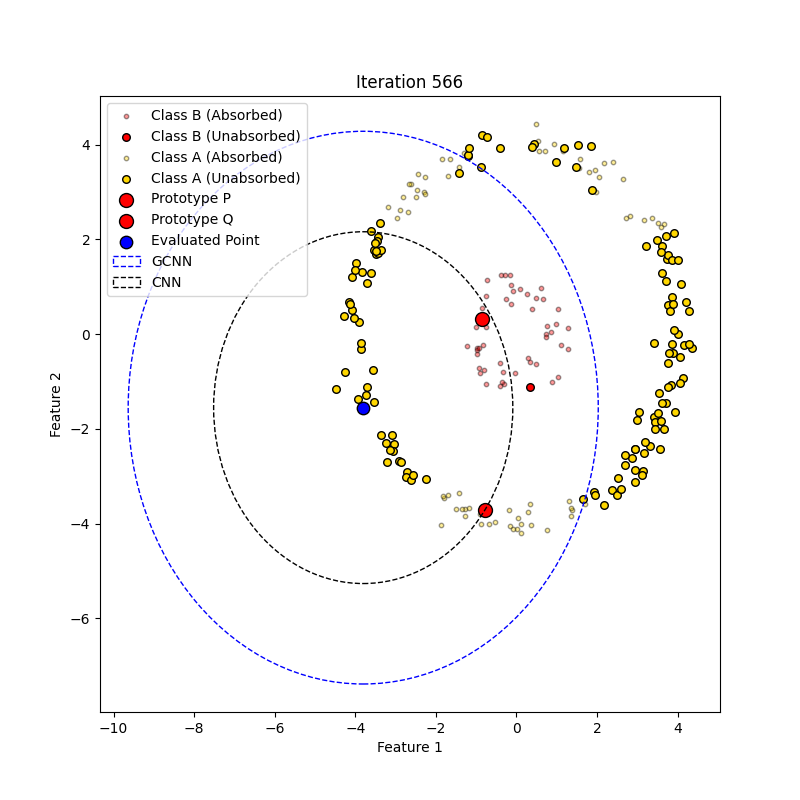 Iteration 566
Class B (Absorbed)
Class B (Unabsorbed)
Class A (Absorbed)
Class A (Unabsorbed)
Prototype P
Prototype Q
Evaluated Point
GCNN
CNN
4
2
0
−2
−4
−6
Feature 2
−10 −8 −6 −4 −2 0 2 4
Feature 1